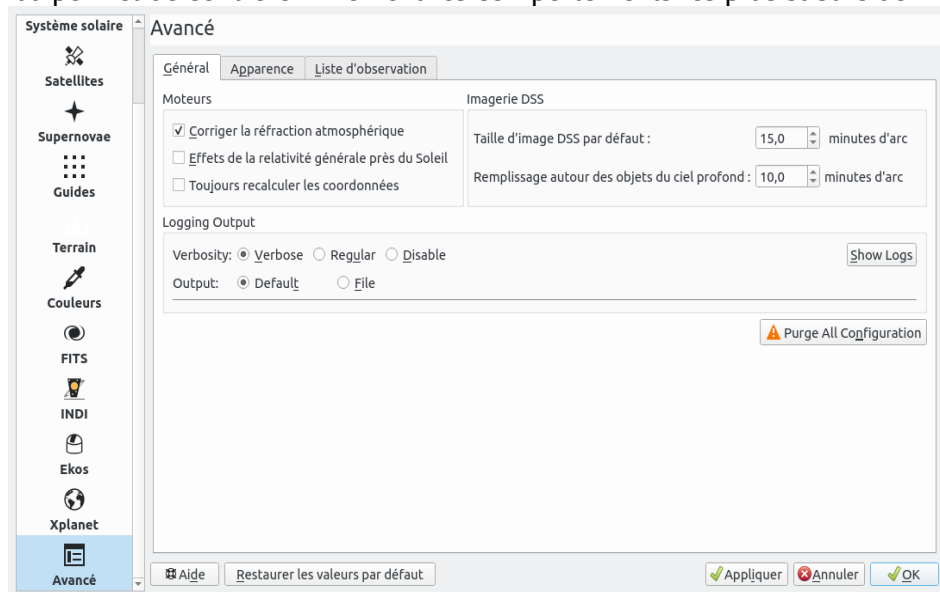 Système solaire
Satellites
Supernovae
Guides
Terrain
Couleurs
FITS
INDI
Ekos
Xplanet
Avancé
Avancé
Général Apparence Liste d'observation
Moteurs
Corriger la réfraction atmosphérique
Effets de la relativité générale près du Soleil
Toujours recalculer les coordonnées
Imagerie DSS
Taille d'image DSS par défaut : 15,0 minutes d'arc
Remplissage autour des objets du ciel profond : 10,0 minutes d'arc
Logging Output
Verbosity: Verbose Regular Disable Show Logs
Output: Default File
Purge All Configuration
Aide Restaurer les valeurs par défaut Appliquer Annuler OK